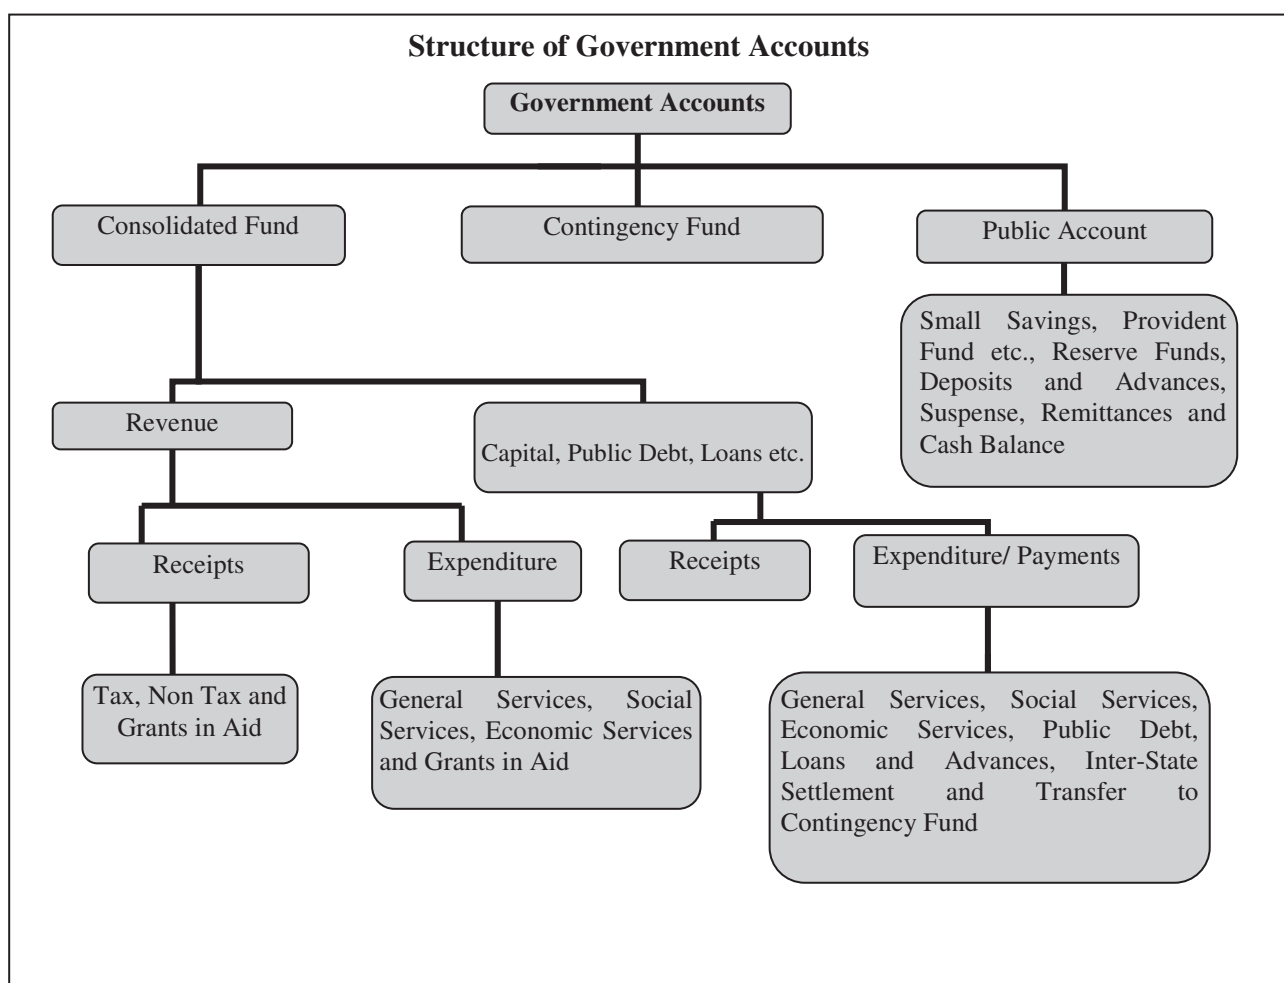 Structure of Government Accounts
Government Accounts
Consolidated Fund
Contingency Fund
Public Account
Small Savings, Provident
Fund etc., Reserve Funds,
Deposits and Advances,
Suspense, Remittances and
Cash Balance
Revenue
Capital, Public Debt, Loans etc.
Receipts
Expenditure
Receipts
Expenditure/ Payments
Tax, Non Tax and
Grants in Aid
General Services, Social
Services, Economic Services
and Grants in Aid
General Services, Social Services,
Economic Services, Public Debt,
Loans and Advances, Inter-State
Settlement and Transfer to
Contingency Fund